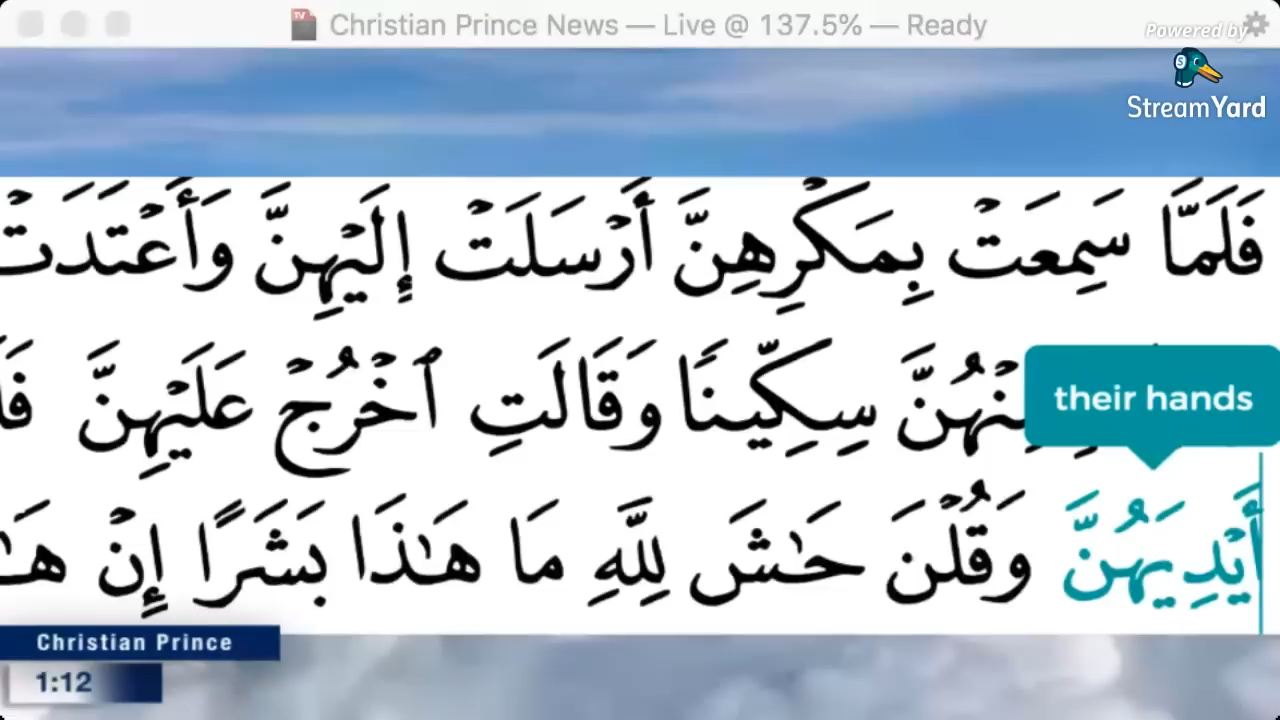 Christian Prince News — Live @ 137.5% — Ready
Powered by
StreamYard
فَلَمَّا سَمِعَتْ بِمَكْرِهِنَّ أَرْسَلَتْ إِلَيْهِنَّ وَأَعْتَدَتْ
سِكِّينًا وَقَالَتِ ٱخْرُجْ عَلَيْهِنَّ
their hands
أَيْدِيَهُنَّ وَقُلْنَ حَـٰشَ لِلَّهِ مَا هَـٰذَا بَشَرًا إِنْ
Christian Prince
1:12